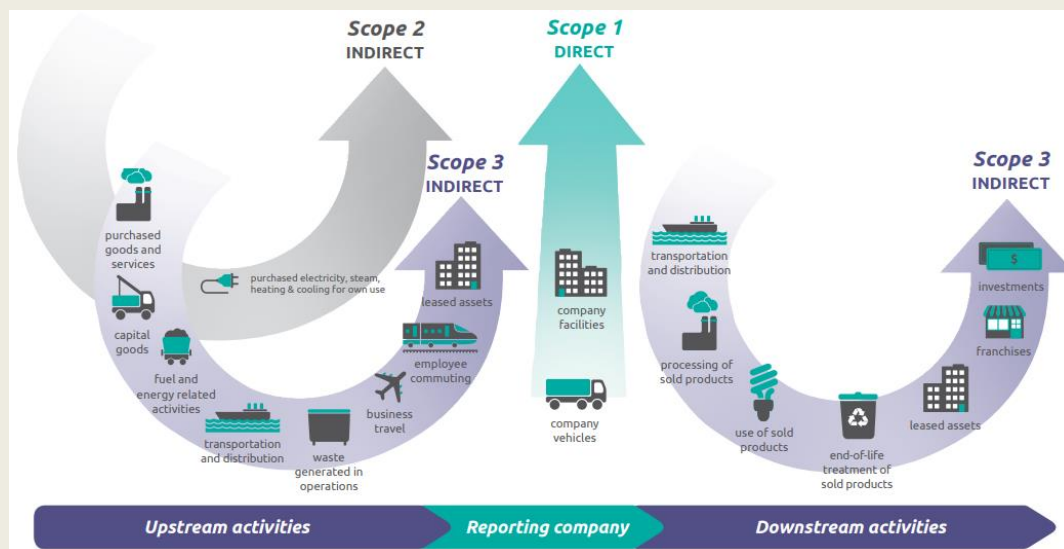 Scope 2
INDIRECT
Scope 1
DIRECT
Scope 3
INDIRECT
Scope 3
INDIRECT
purchased
goods and
services
capital
goods
fuel and
energy related
activities
purchased electricity, steam,
heating & cooling for own use
transportation
and distribution
waste
generated in
operations
business
travel
employee
commuting
leased assets
company
facilities
company
vehicles
transportation
and distribution
processing of
sold products
use of sold
products
end-of-life
treatment of
sold products
leased assets
franchises
$
investments
Upstream activities
Reporting company
Downstream activities